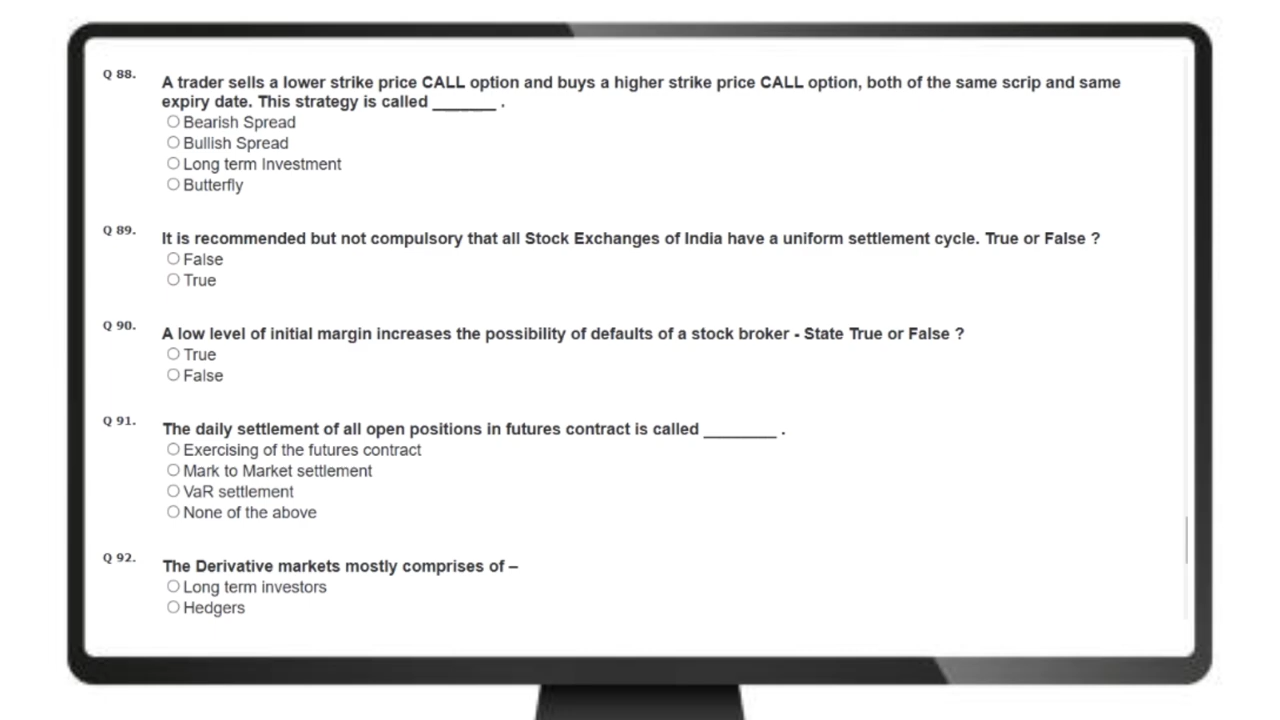 Q 88.
A trader sells a lower strike price CALL option and buys a higher strike price CALL option, both of the same scrip and same
expiry date. This strategy is called _______ .
Bearish Spread
Bullish Spread
Long term Investment
Butterfly
Q 89.
It is recommended but not compulsory that all Stock Exchanges of India have a uniform settlement cycle. True or False ?
False
True
Q 90.
A low level of initial margin increases the possibility of defaults of a stock broker - State True or False ?
True
False
Q 91.
The daily settlement of all open positions in futures contract is called ________ .
Exercising of the futures contract
Mark to Market settlement
VaR settlement
None of the above
Q 92.
The Derivative markets mostly comprises of –
Long term investors
Hedgers